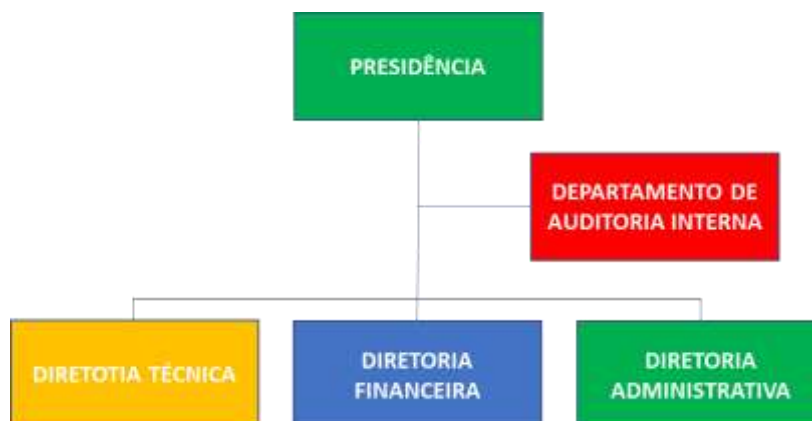 PRESIDÊNCIA
DEPARTAMENTO DE
AUDITORIA INTERNA
DIRETOTIA TÉCNICA
DIRETORIA
FINANCEIRA
DIRETORIA
ADMINISTRATIVA